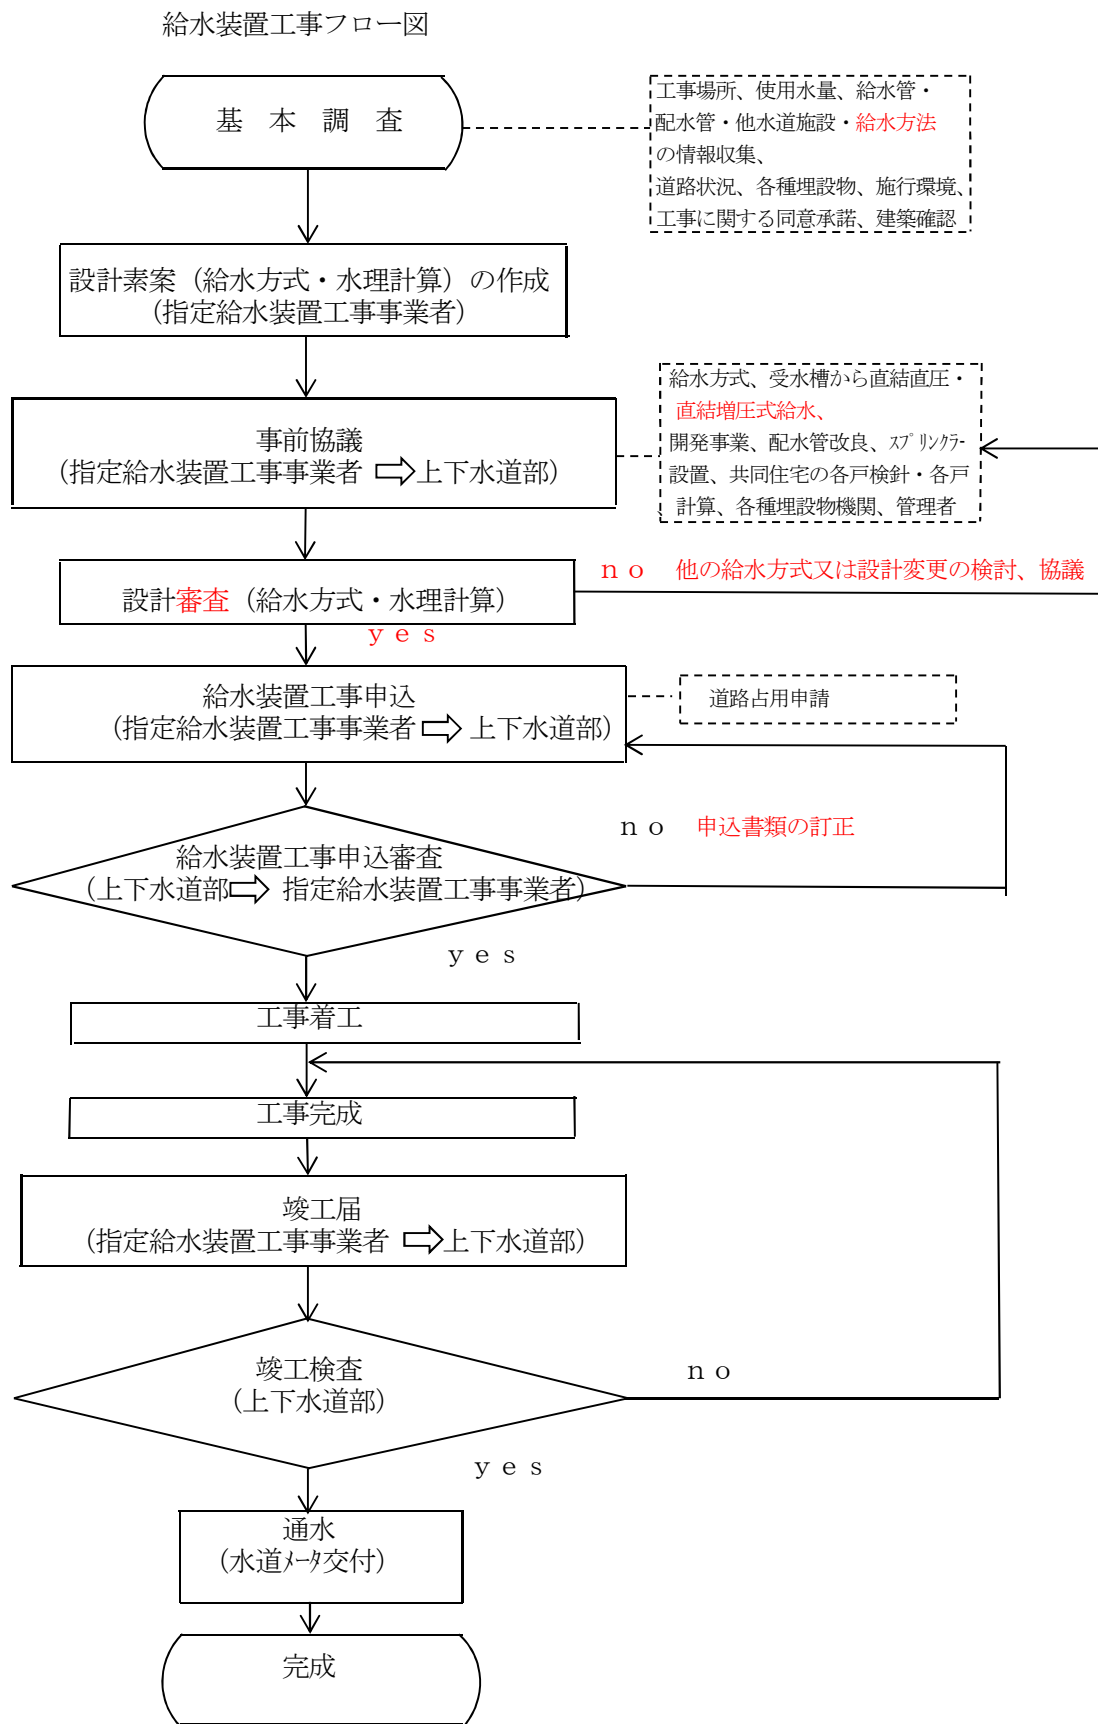 給水装置工事フロー図
基 本 調 査
工事場所、使用水量、給水管・
配水管・他水道施設・給水方法
の情報収集、
道路状況、各種埋設物、施行環境、
工事に関する同意承諾、建築確認
設計素案（給水方式・水理計算）の作成
（指定給水装置工事事業者）
事前協議
（指定給水装置工事事業者 ⇨上下水道部）
給水方式、受水槽から直結直圧・
直結増圧式給水、
開発事業、配水管改良、ｽﾌﾟﾘﾝｸﾗｰ
設置、共同住宅の各戸検針・各戸
計算、各種埋設物機関、管理者
設計審査（給水方式・水理計算）
ｎｏ 他の給水方式又は設計変更の検討、協議
ｙｅｓ
給水装置工事申込
（指定給水装置工事事業者 ⇨ 上下水道部）
道路占用申請
ｎｏ 申込書類の訂正
給水装置工事申込審査
（上下水道部⇨ 指定給水装置工事事業者）
ｙｅｓ
工事着工
工事完成
竣工届
（指定給水装置工事事業者 ⇨上下水道部）
竣工検査
（上下水道部）
ｎｏ
ｙｅｓ
通水
（水道ﾒｰﾀ交付）
完成